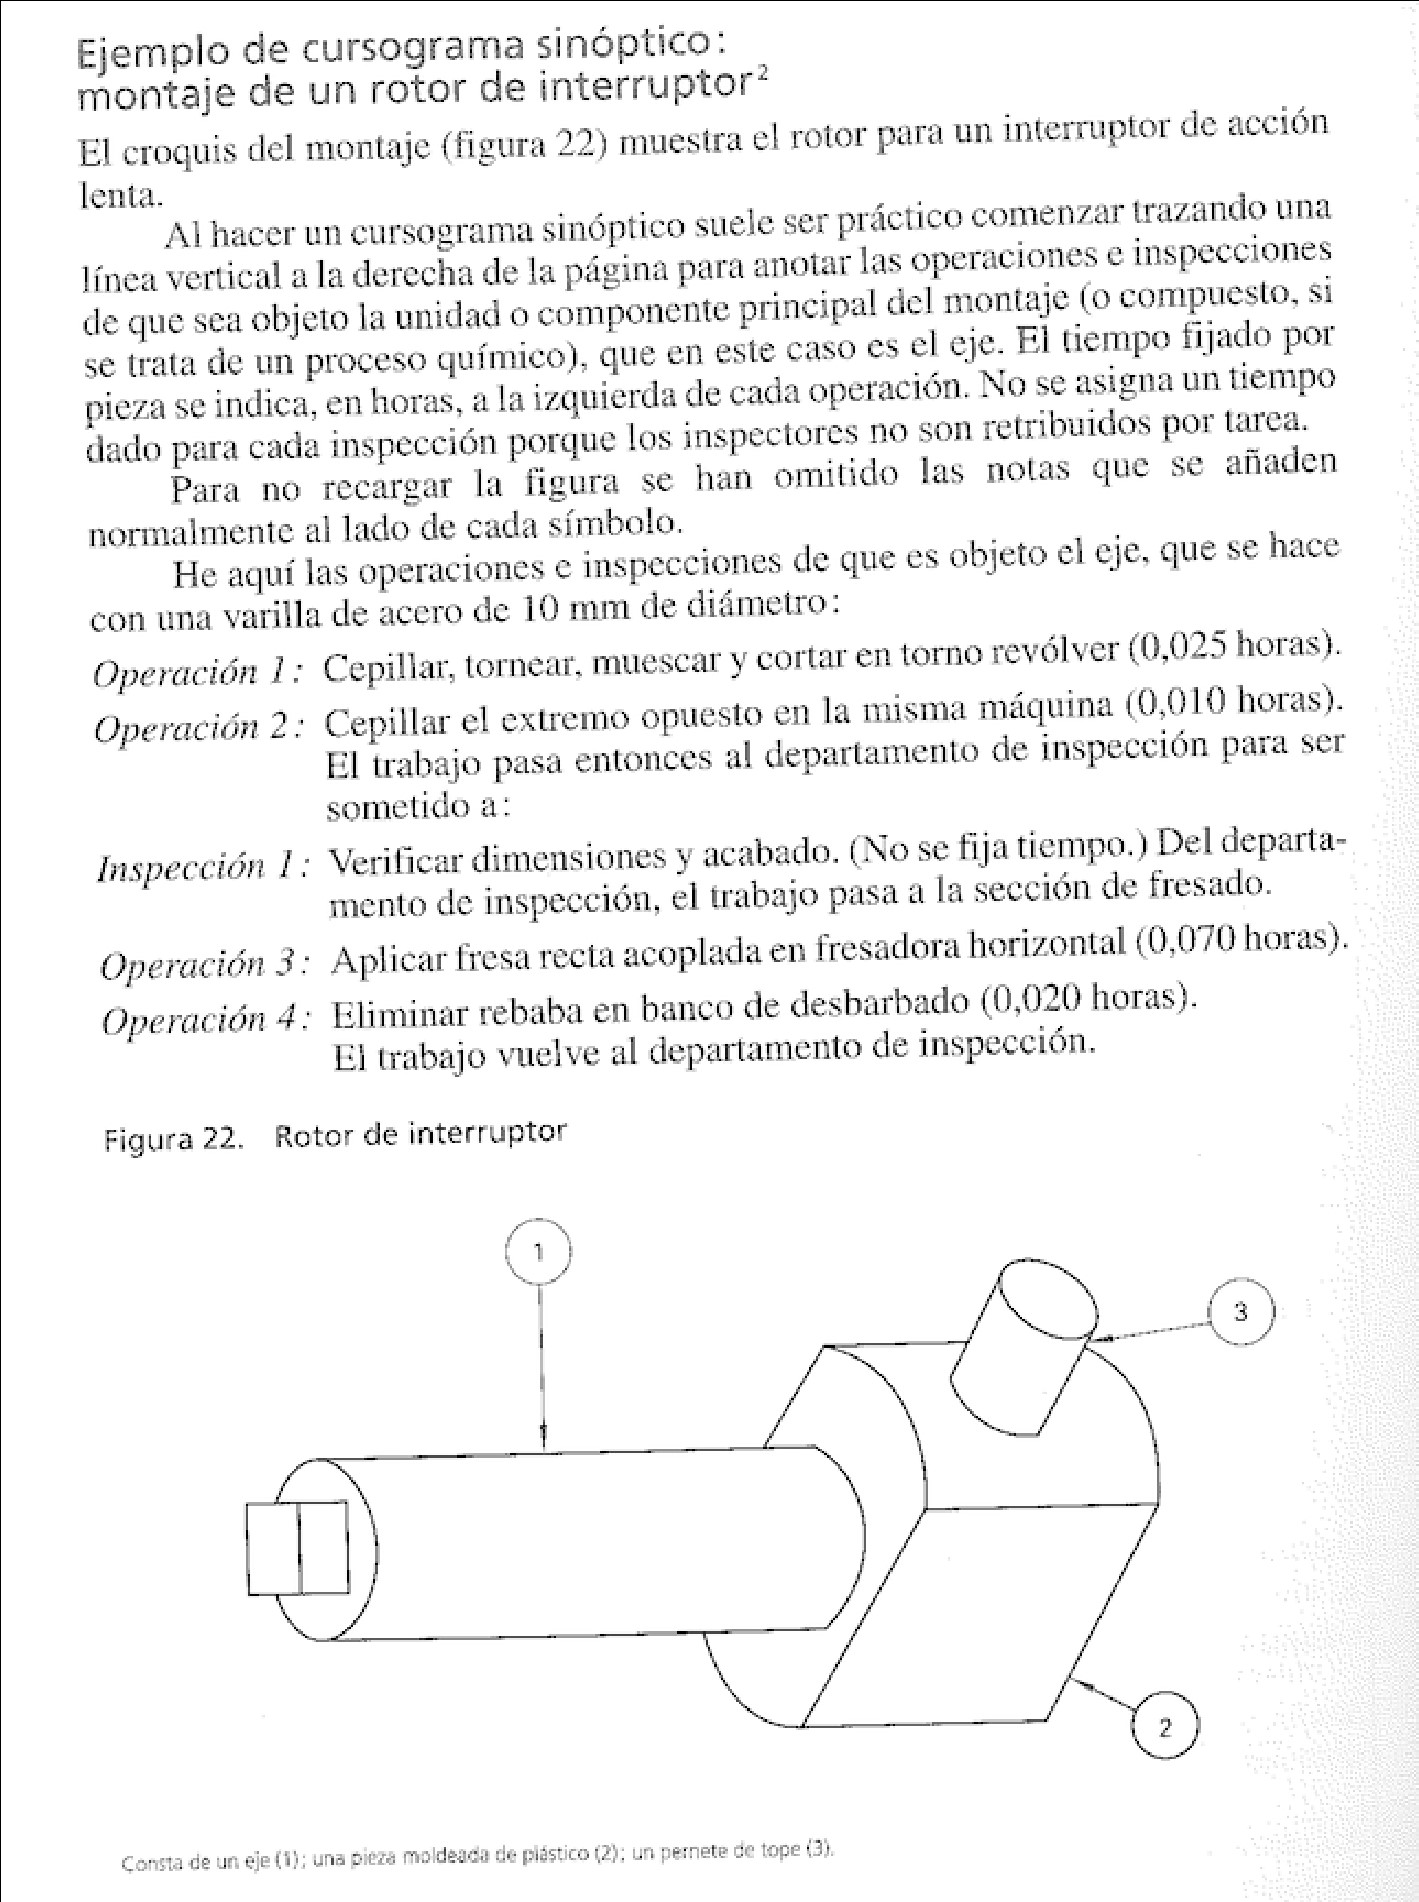 Ejemplo de cursograma sinóptico:
montaje de un rotor de interruptor²
El croquis del montaje (figura 22) muestra el rotor para un interruptor de acción
lenta.
Al hacer un cursograma sinóptico suele ser práctico comenzar trazando una
línea vertical a la derecha de la página para anotar las operaciones e inspecciones
de que sea objeto la unidad o componente principal del montaje (o compuesto, si
se trata de un proceso químico), que en este caso es el eje. El tiempo fijado por
pieza se indica, en horas, a la izquierda de cada operación. No se asigna un tiempo
dado para cada inspección porque los inspectores no son retribuidos por tarea.
Para no recargar la figura se han omitido las notas que se añaden
normalmente al lado de cada símbolo.
He aquí las operaciones e inspecciones de que es objeto el eje, que se hace
con una varilla de acero de 10 mm de diámetro:
Operación 1: Cepillar, tornear, muescar y cortar en torno revólver (0,025 horas).
Operación 2: Cepillar el extremo opuesto en la misma máquina (0,010 horas).
El trabajo pasa entonces al departamento de inspección para ser
sometido a:
Inspección 1: Verificar dimensiones y acabado. (No se fija tiempo.) Del departa-
mento de inspección, el trabajo pasa a la sección de fresado.
Operación 3: Aplicar fresa recta acoplada en fresadora horizontal (0,070 horas).
Operación 4: Eliminar rebaba en banco de desbarbado (0,020 horas).
El trabajo vuelve al departamento de inspección.
Figura 22. Rotor de interruptor
1
3
2
Consta de un eje (1); una pieza moldeada de plástico (2); un pernete de tope (3).